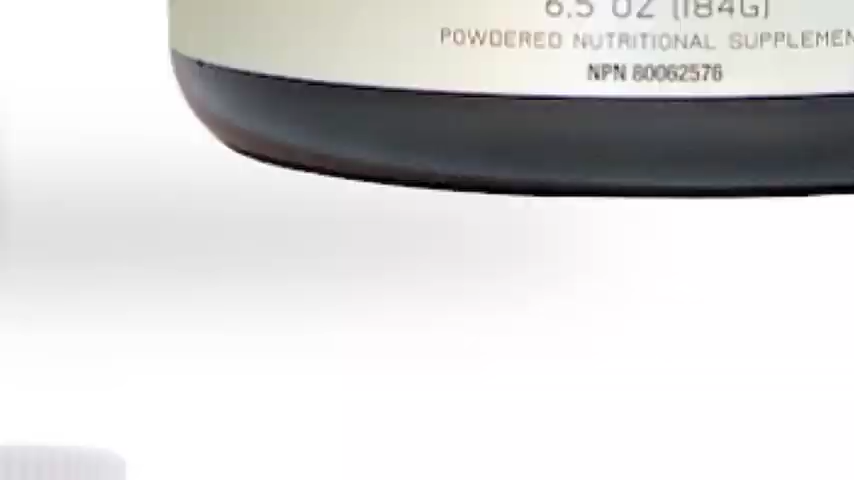 6.5 OZ (184G)
POWDERED NUTRITIONAL SUPPLEMEN
NPN 80062576